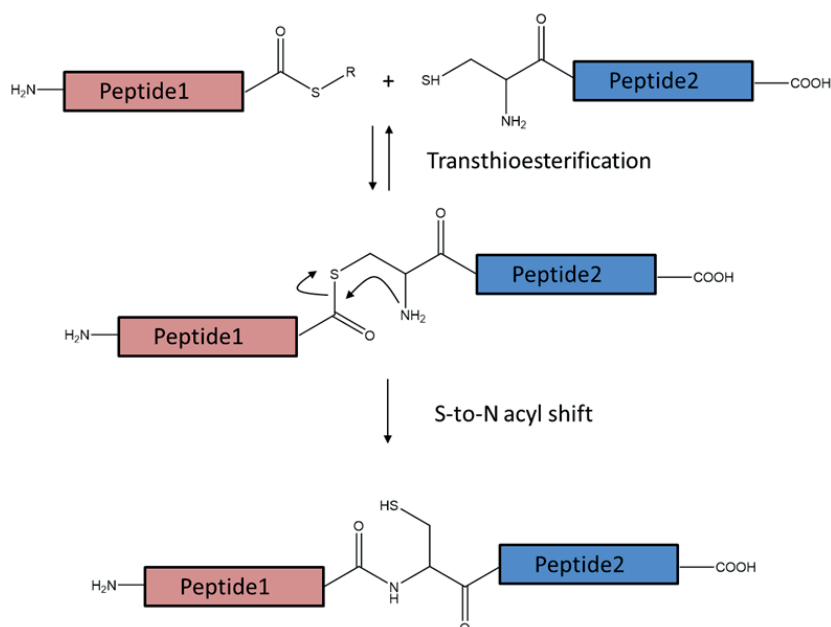 O
R
H₂N
Peptide1
S
+
SH
O
NH₂
Peptide2
COOH
Transthioesterification
O
S
NH₂
Peptide2
COOH
H₂N
Peptide1
O
S-to-N acyl shift
HS
O
H₂N
Peptide1
N
H
O
Peptide2
COOH